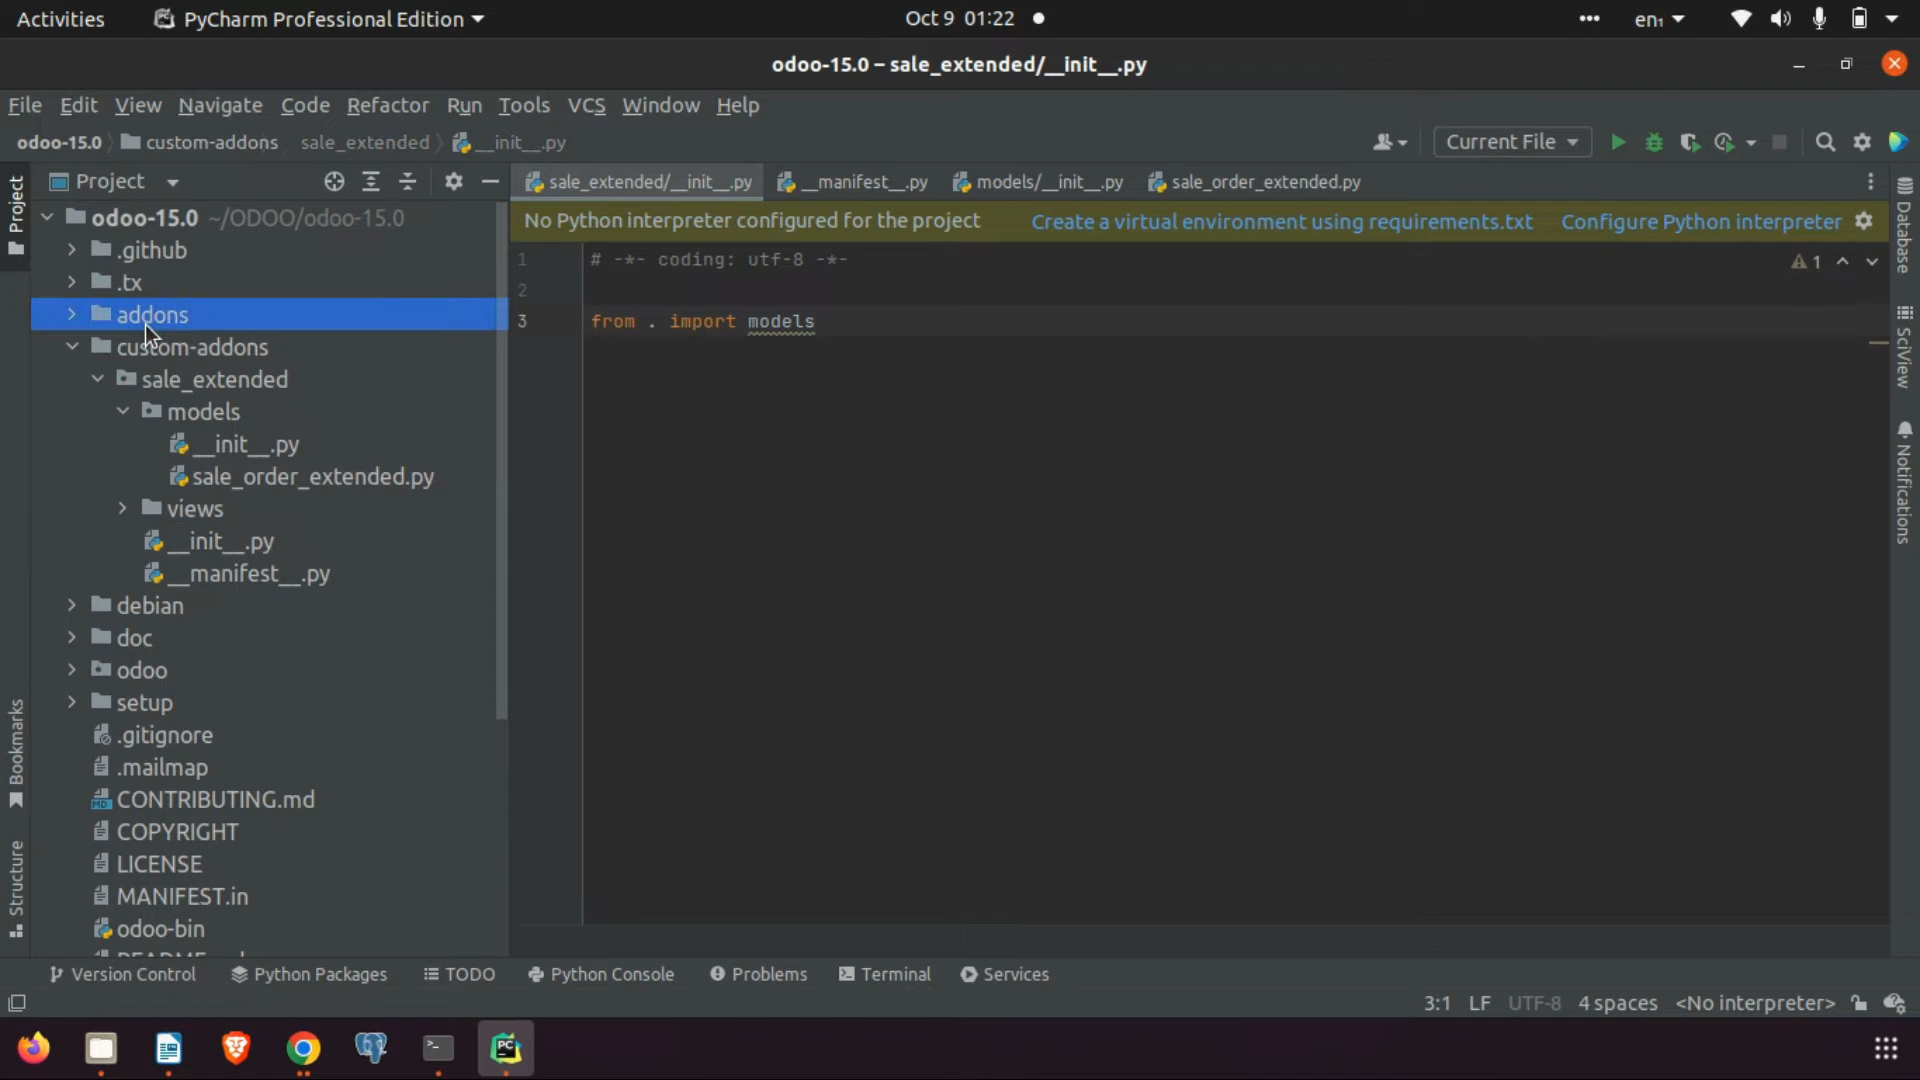 Activities
PyCharm Professional Edition
Oct 9 01:22
en₁
odoo-15.0 – sale_extended/__init__.py
File Edit View Navigate Code Refactor Run Tools VCS Window Help
odoo-15.0 custom-addons sale_extended __init__.py
Current File
Project
sale_extended/__init__.py
__manifest__.py
models/__init__.py
sale_order_extended.py
No Python interpreter configured for the project
Create a virtual environment using requirements.txt
Configure Python interpreter
Project
odoo-15.0 ~/ODOO/odoo-15.0
.github
.tx
addons
custom-addons
sale_extended
models
__init__.py
sale_order_extended.py
views
__init__.py
__manifest__.py
debian
doc
odoo
setup
.gitignore
.mailmap
CONTRIBUTING.md
COPYRIGHT
LICENSE
MANIFEST.in
odoo-bin
Bookmarks
Structure
1 # -*- coding: utf-8 -*-
2
3 from . import models
1
Database
SciView
Notifications
Version Control
Python Packages
TODO
Python Console
Problems
Terminal
Services
3:1 LF UTF-8 4 spaces <No interpreter>